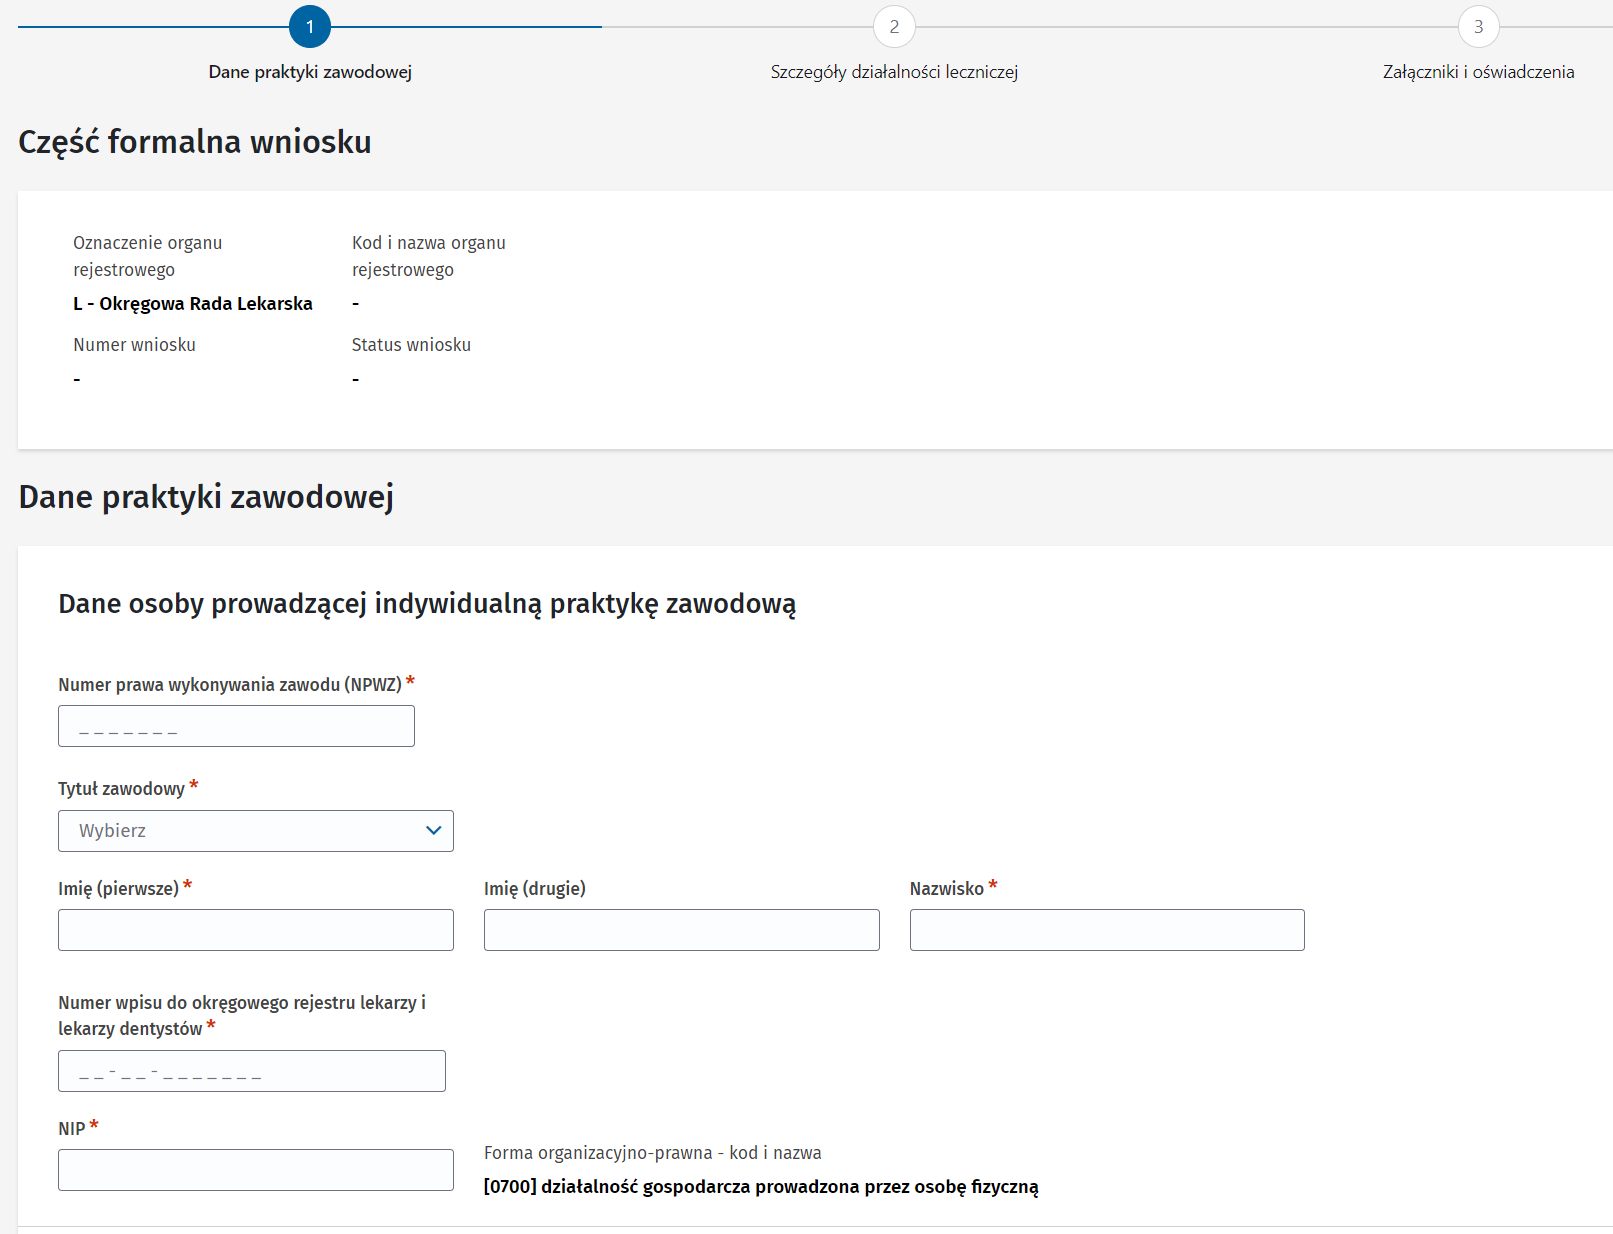 1
2
3
Dane praktyki zawodowej
Szczegóły działalności leczniczej
Załączniki i oświadczenia
Część formalna wniosku
Oznaczenie organu
rejestrowego
L - Okręgowa Rada Lekarska
Kod i nazwa organu
rejestrowego
-
Numer wniosku
-
Status wniosku
-
Dane praktyki zawodowej
Dane osoby prowadzącej indywidualną praktykę zawodową
Numer prawa wykonywania zawodu (NPWZ) *
_ _ _ _ _ _ _
Tytuł zawodowy *
Wybierz
Imię (pierwsze) *
Imię (drugie)
Nazwisko *
Numer wpisu do okręgowego rejestru lekarzy i
lekarzy dentystów *
_ _ - _ _ - _ _ _ _ _ _ _
NIP *
Forma organizacyjno-prawna - kod i nazwa
[0700] działalność gospodarcza prowadzona przez osobę fizyczną